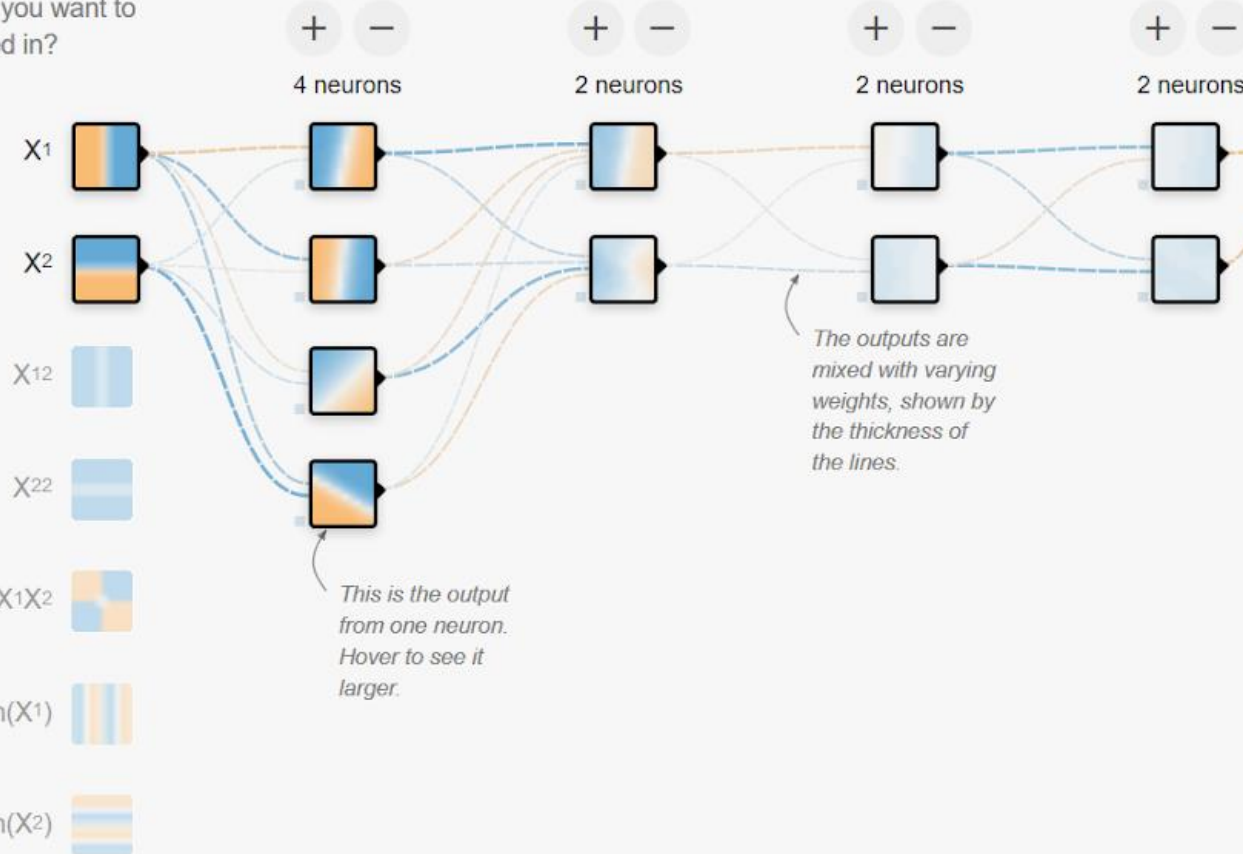 you want to
d in?
+ − + − + − + −
4 neurons 2 neurons 2 neurons 2 neurons
X1
X2
X12
X22
X1X2
(X1)
(X2)
The outputs are
mixed with varying
weights, shown by
the thickness of
the lines.
This is the output
from one neuron.
Hover to see it
larger.